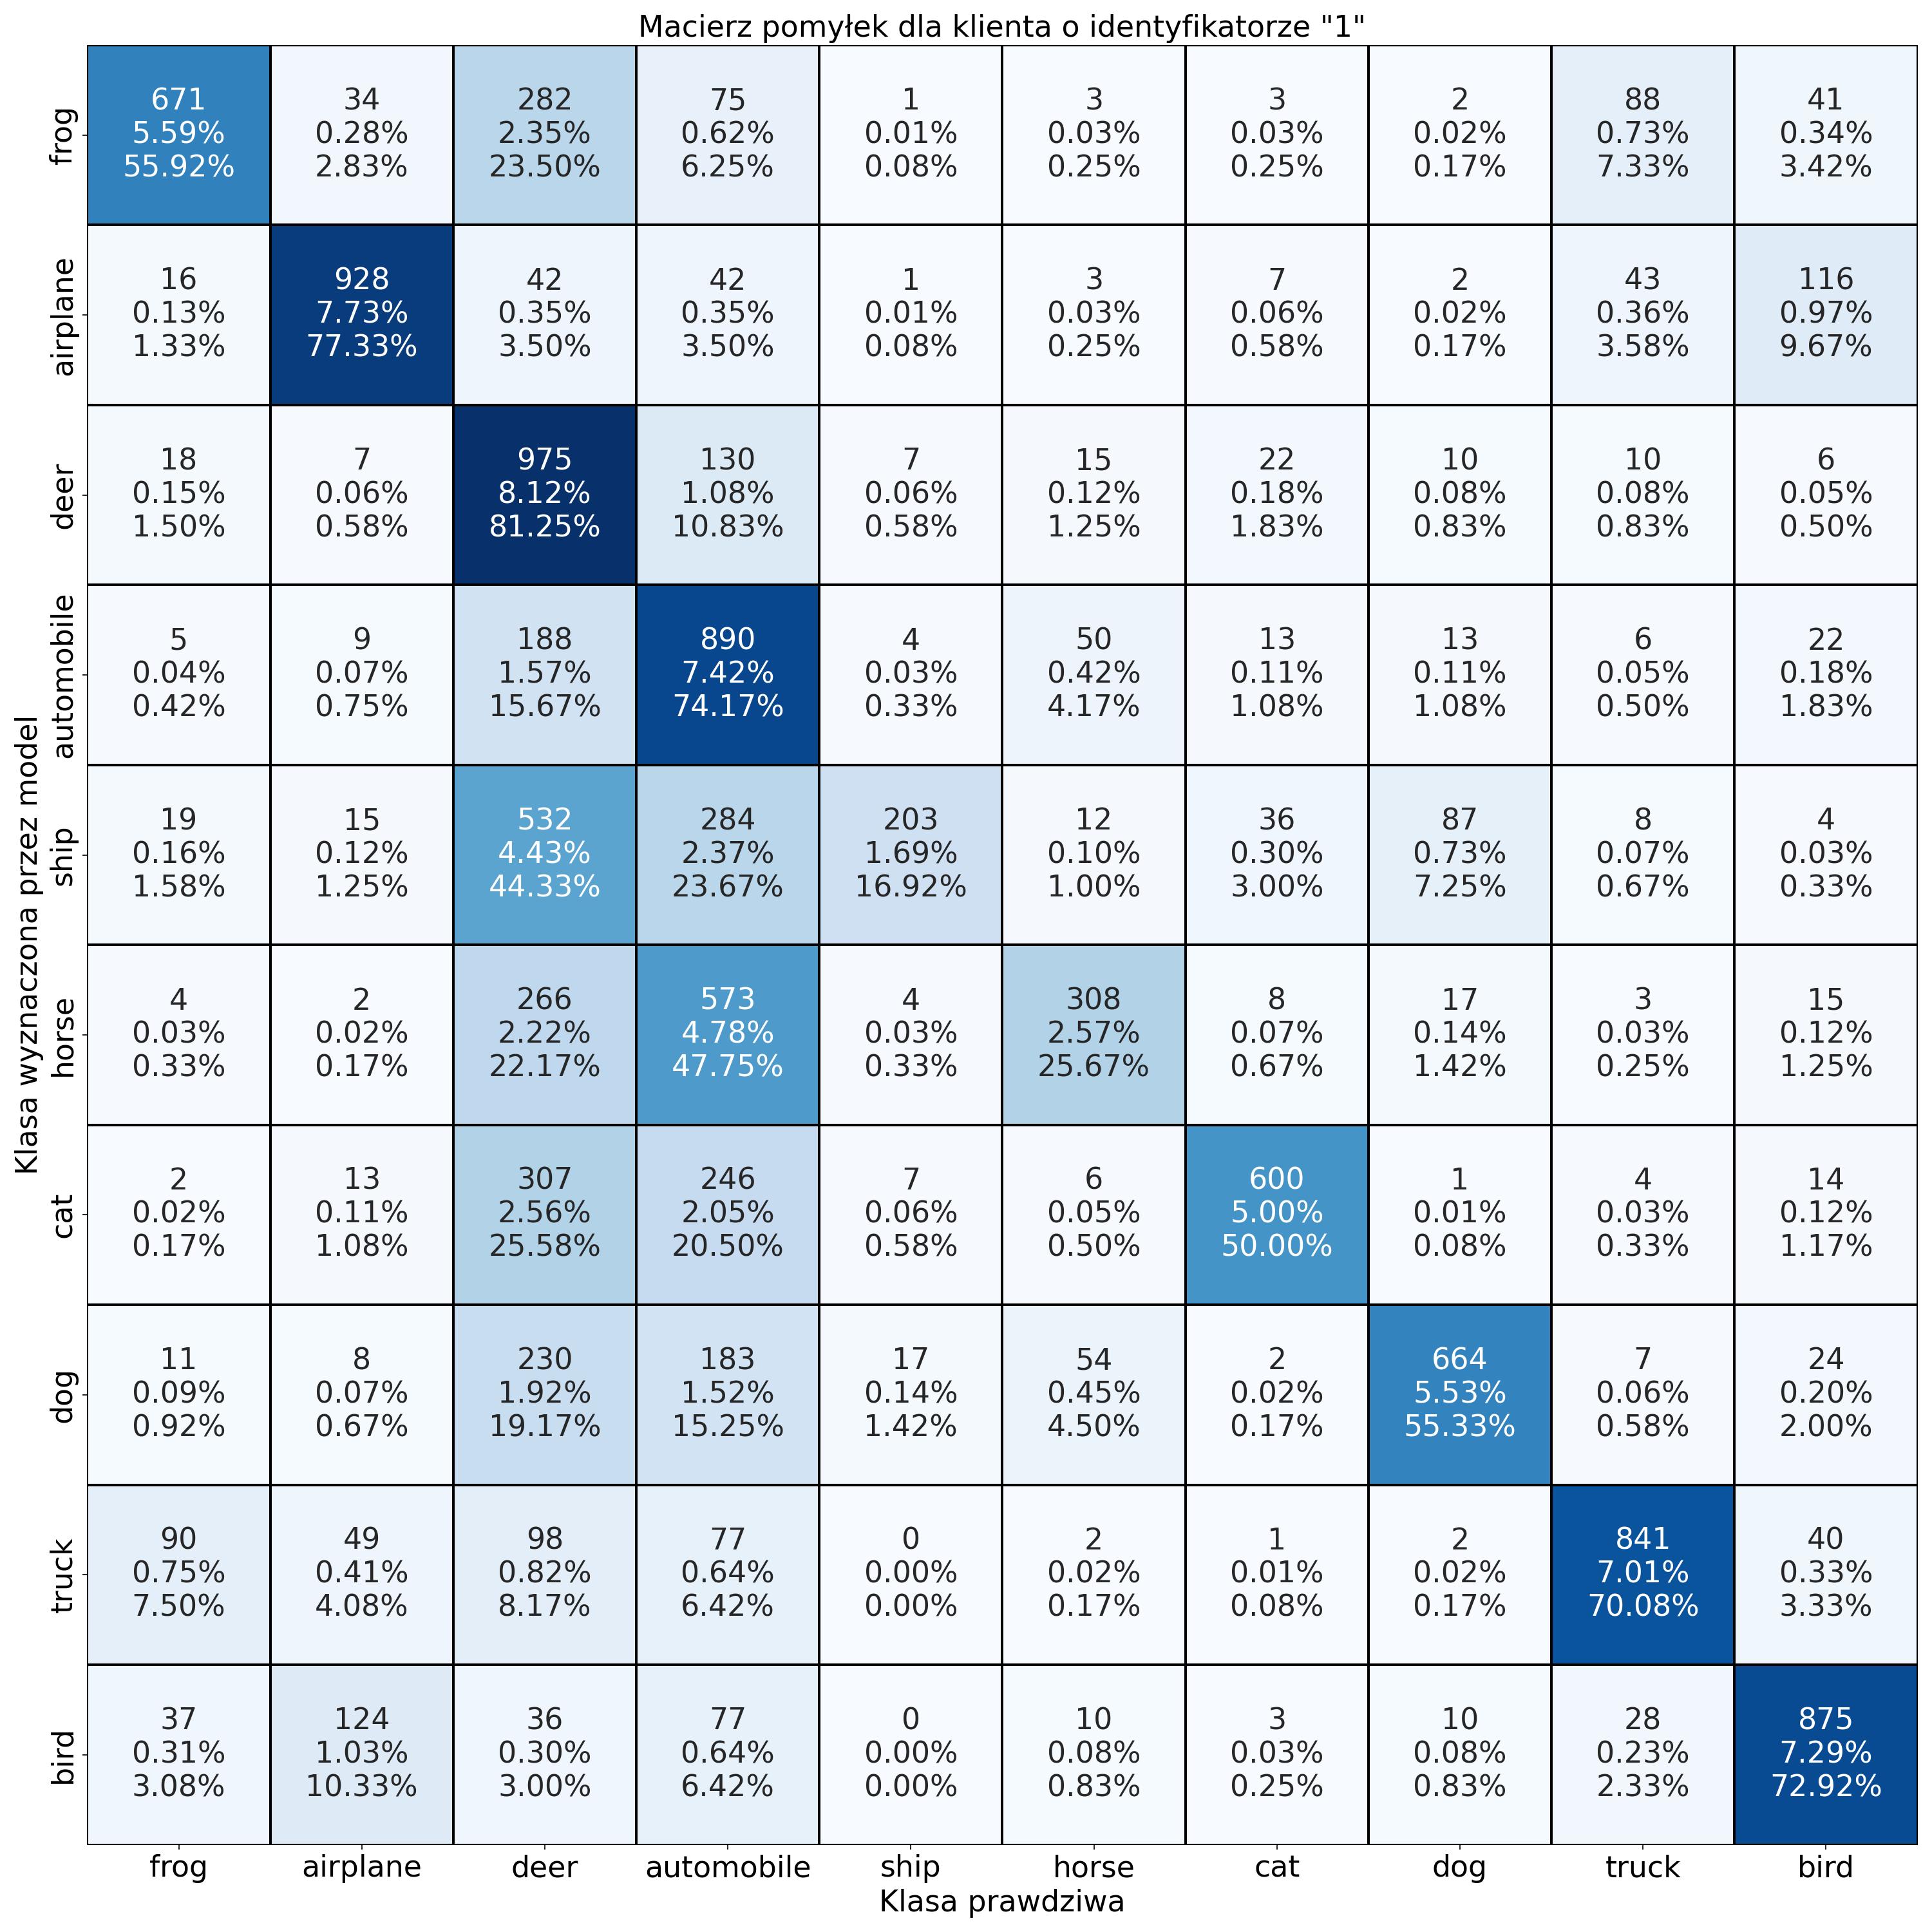 Macierz pomyłek dla klienta o identyfikatorze "1"
Klasa wyznaczona przez model
frog
671 34 282 75 1 3 3 2 88 41
5.59% 0.28% 2.35% 0.62% 0.01% 0.03% 0.03% 0.02% 0.73% 0.34%
55.92% 2.83% 23.50% 6.25% 0.08% 0.25% 0.25% 0.17% 7.33% 3.42%
airplane
16 928 42 42 1 3 7 2 43 116
0.13% 7.73% 0.35% 0.35% 0.01% 0.03% 0.06% 0.02% 0.36% 0.97%
1.33% 77.33% 3.50% 3.50% 0.08% 0.25% 0.58% 0.17% 3.58% 9.67%
deer
18 7 975 130 7 15 22 10 10 6
0.15% 0.06% 8.12% 1.08% 0.06% 0.12% 0.18% 0.08% 0.08% 0.05%
1.50% 0.58% 81.25% 10.83% 0.58% 1.25% 1.83% 0.83% 0.83% 0.50%
automobile
5 9 188 890 4 50 13 13 6 22
0.04% 0.07% 1.57% 7.42% 0.03% 0.42% 0.11% 0.11% 0.05% 0.18%
0.42% 0.75% 15.67% 74.17% 0.33% 4.17% 1.08% 1.08% 0.50% 1.83%
ship
19 15 532 284 203 12 36 87 8 4
0.16% 0.12% 4.43% 2.37% 1.69% 0.10% 0.30% 0.73% 0.07% 0.03%
1.58% 1.25% 44.33% 23.67% 16.92% 1.00% 3.00% 7.25% 0.67% 0.33%
horse
4 2 266 573 4 308 8 17 3 15
0.03% 0.02% 2.22% 4.78% 0.03% 2.57% 0.07% 0.14% 0.03% 0.12%
0.33% 0.17% 22.17% 47.75% 0.33% 25.67% 0.67% 1.42% 0.25% 1.25%
cat
2 13 307 246 7 6 600 1 4 14
0.02% 0.11% 2.56% 2.05% 0.06% 0.05% 5.00% 0.01% 0.03% 0.12%
0.17% 1.08% 25.58% 20.50% 0.58% 0.50% 50.00% 0.08% 0.33% 1.17%
dog
11 8 230 183 17 54 2 664 7 24
0.09% 0.07% 1.92% 1.52% 0.14% 0.45% 0.02% 5.53% 0.06% 0.20%
0.92% 0.67% 19.17% 15.25% 1.42% 4.50% 0.17% 55.33% 0.58% 2.00%
truck
90 49 98 77 0 2 1 2 841 40
0.75% 0.41% 0.82% 0.64% 0.00% 0.02% 0.01% 0.02% 7.01% 0.33%
7.50% 4.08% 8.17% 6.42% 0.00% 0.17% 0.08% 0.17% 70.08% 3.33%
bird
37 124 36 77 0 10 3 10 28 875
0.31% 1.03% 0.30% 0.64% 0.00% 0.08% 0.03% 0.08% 0.23% 7.29%
3.08% 10.33% 3.00% 6.42% 0.00% 0.83% 0.25% 0.83% 2.33% 72.92%
frog airplane deer automobile ship horse cat dog truck bird
Klasa prawdziwa